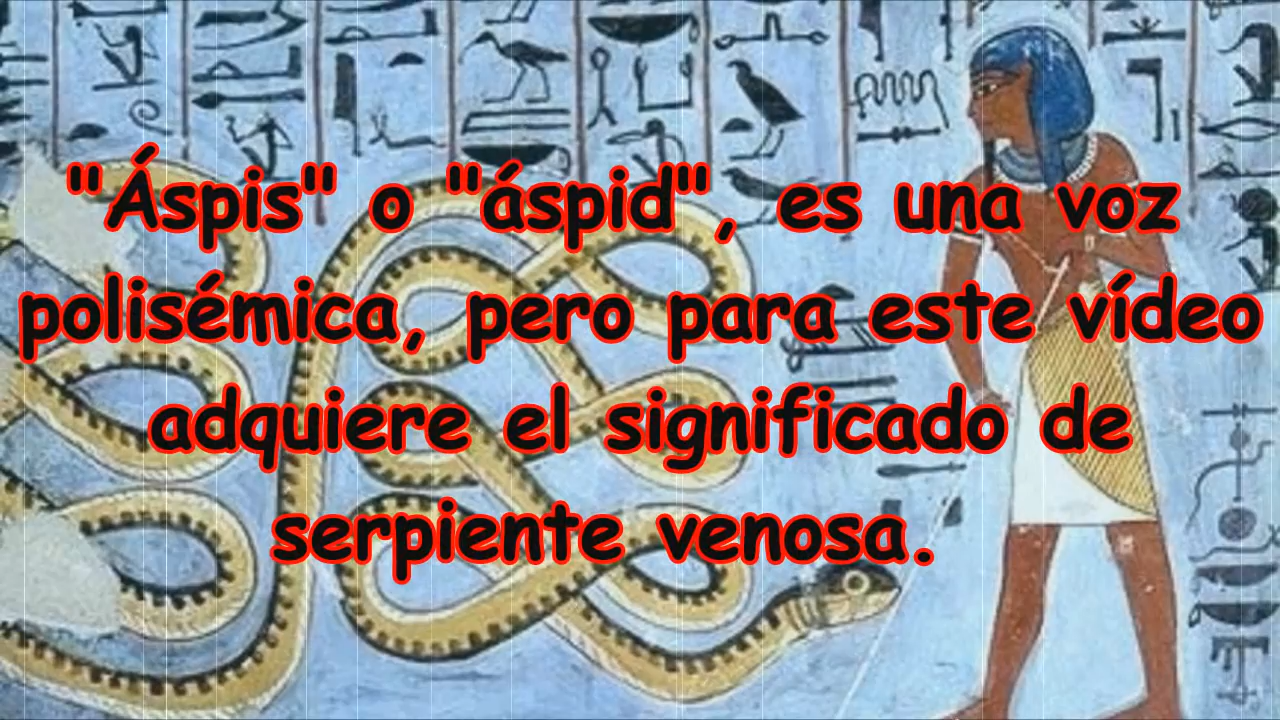 "Áspis" o "áspid", es una voz
polisémica, pero para este vídeo
adquiere el significado de
serpiente venosa.